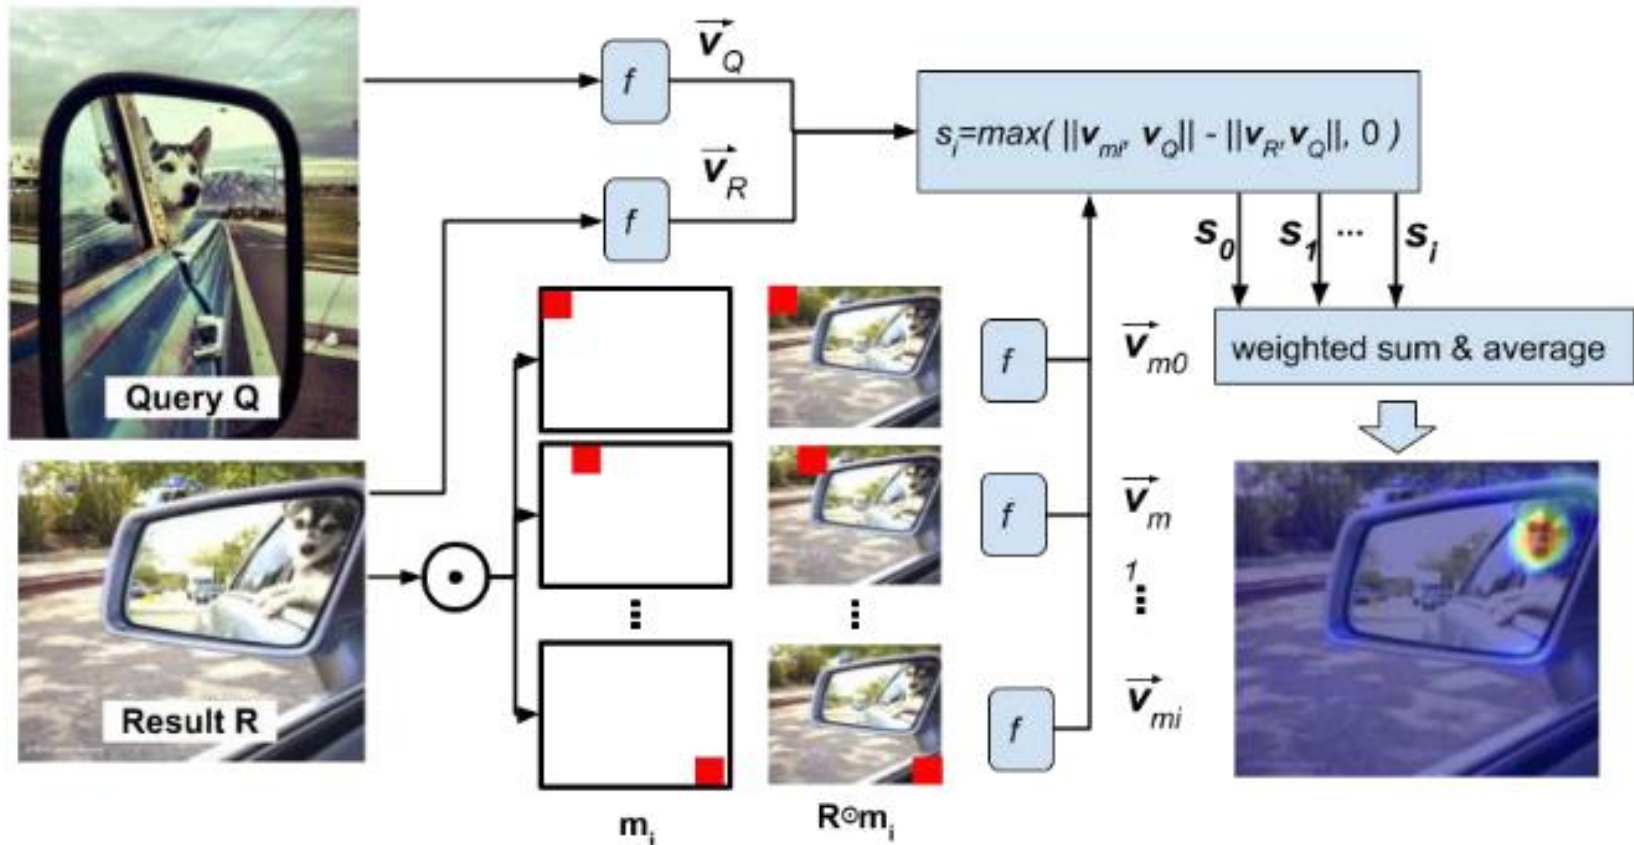 f
v_Q
s_i=max( ||v_mi, v_Q|| - ||v_R, v_Q||, 0 )
f
v_R
s_0 s_1 ... s_i
Query Q
f
v_m0
weighted sum & average
f
v_m
1
...
Result R
f
v_mi
m_i
R⊙m_i